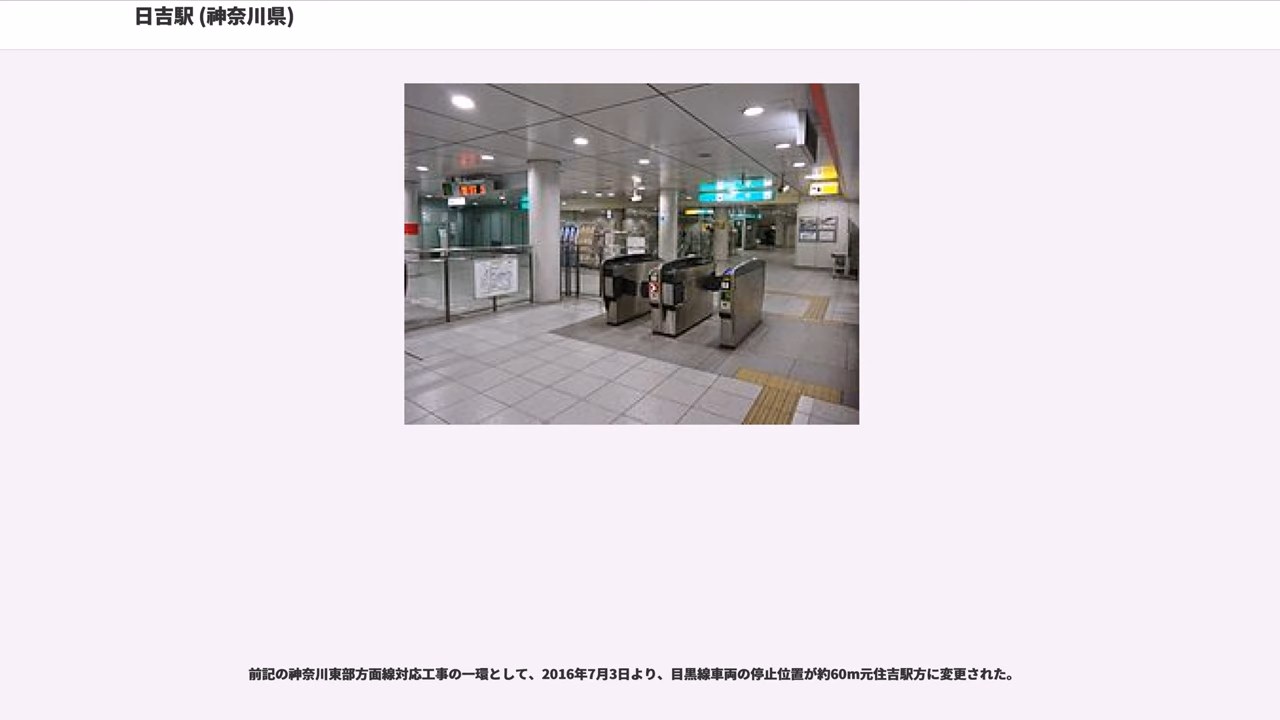 日吉駅 (神奈川県)
前記の神奈川東部方面線対応工事の一環として、2016年7月3日より、目黒線車両の停止位置が約60m元住吉駅方に変更された。